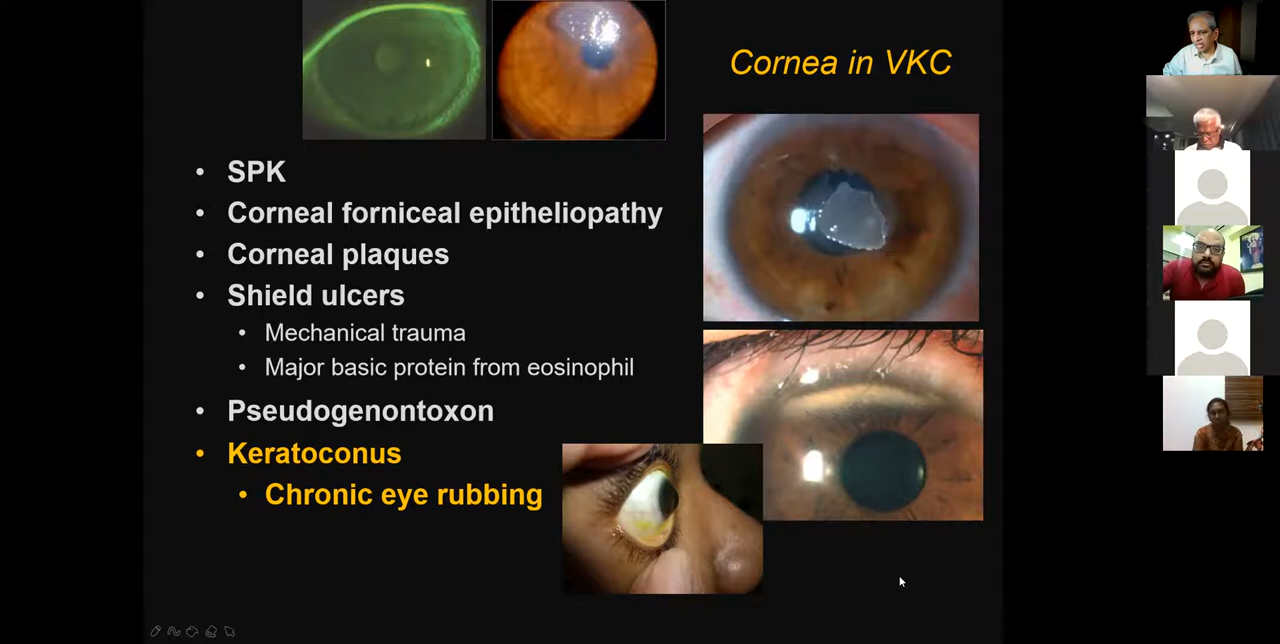 Cornea in VKC
SPK
Corneal forniceal epitheliopathy
Corneal plaques
Shield ulcers
Mechanical trauma
Major basic protein from eosinophil
Pseudogenontoxon
Keratoconus
Chronic eye rubbing